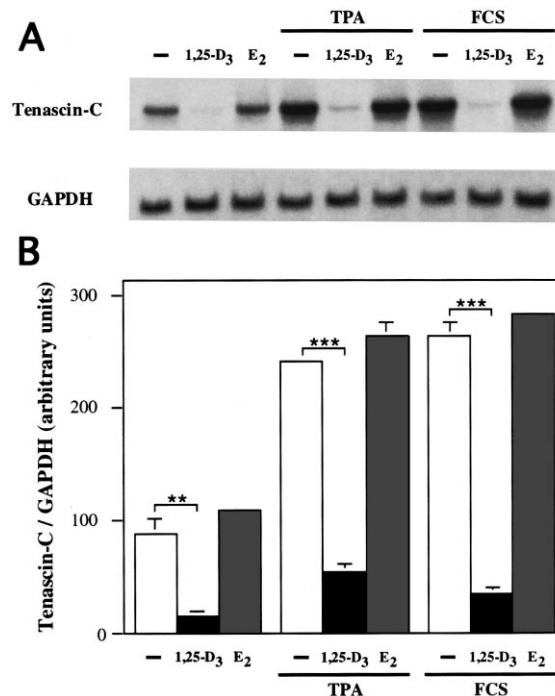 A
TPA FCS
– 1,25-D3 E2 – 1,25-D3 E2 – 1,25-D3 E2
Tenascin-C
GAPDH
B
Tenascin-C / GAPDH (arbitrary units)
300
200
100
0
** *** ***
– 1,25-D3 E2 – 1,25-D3 E2 – 1,25-D3 E2
TPA FCS